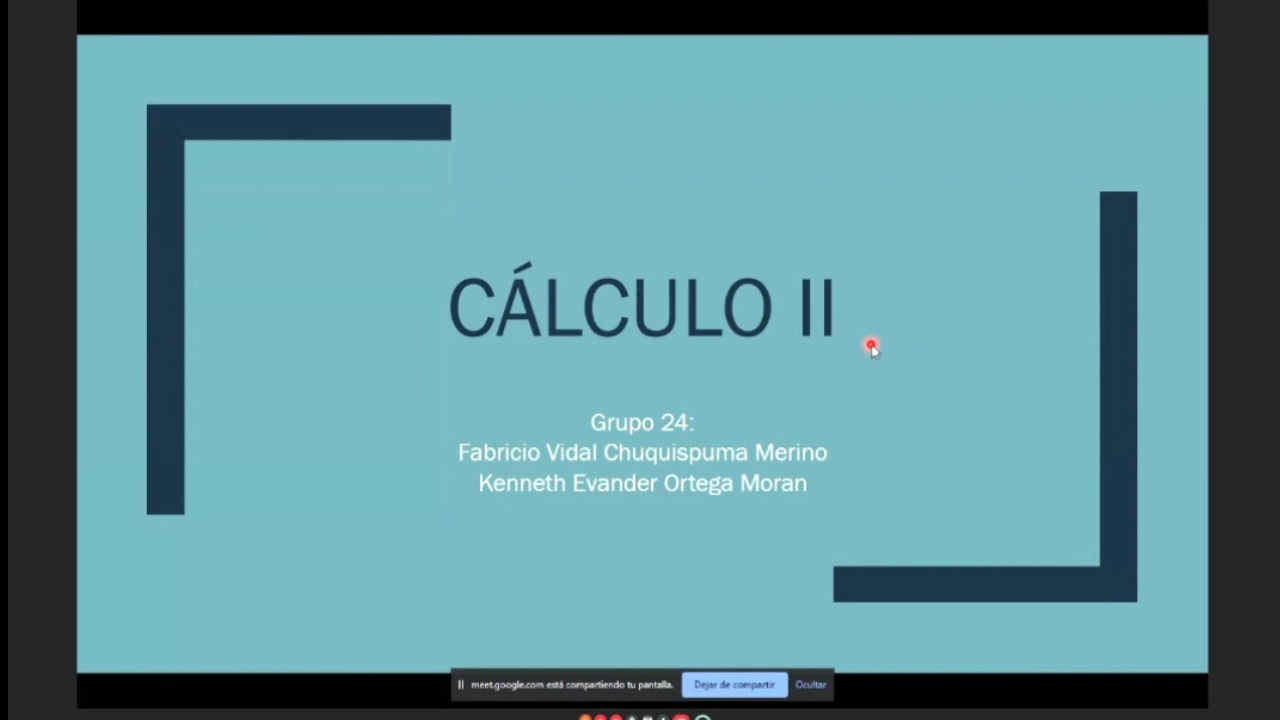 CÁLCULO II
Grupo 24:
Fabricio Vidal Chuquispuma Merino
Kenneth Evander Ortega Moran
meet.google.com está compartiendo tu pantalla. Dejar de compartir Ocultar